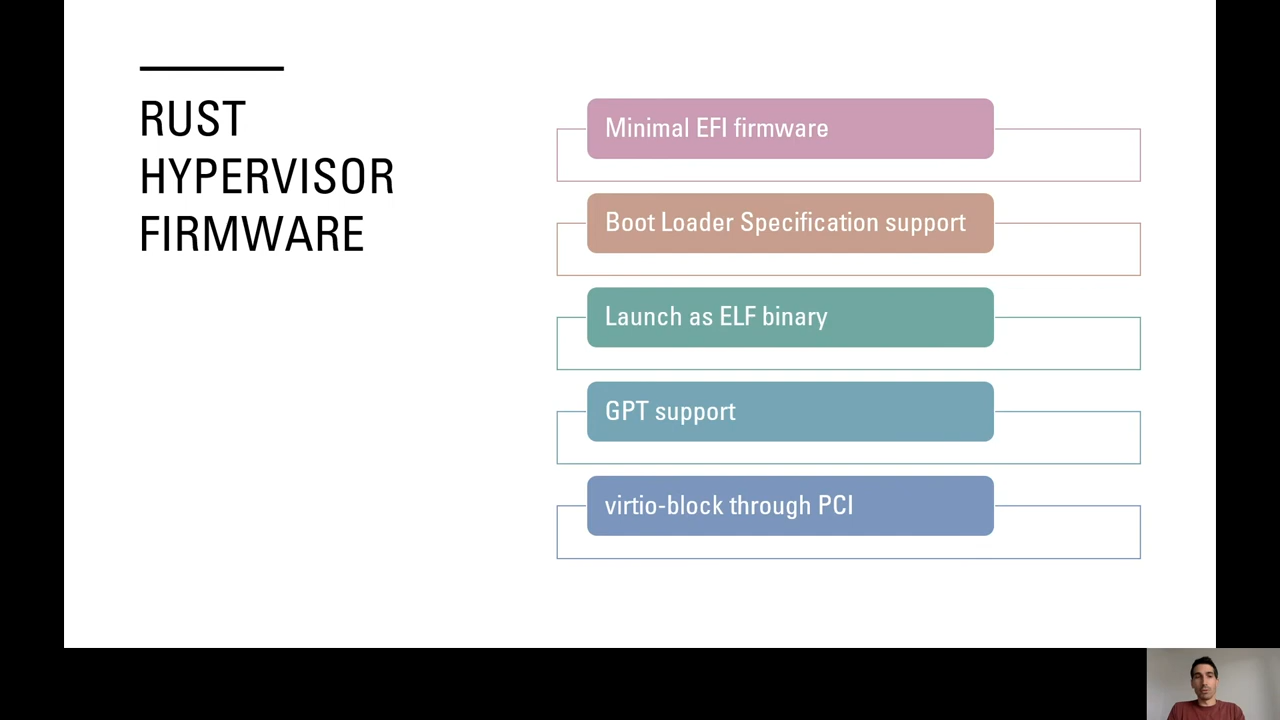 RUST
HYPERVISOR
FIRMWARE
Minimal EFI firmware
Boot Loader Specification support
Launch as ELF binary
GPT support
virtio-block through PCI